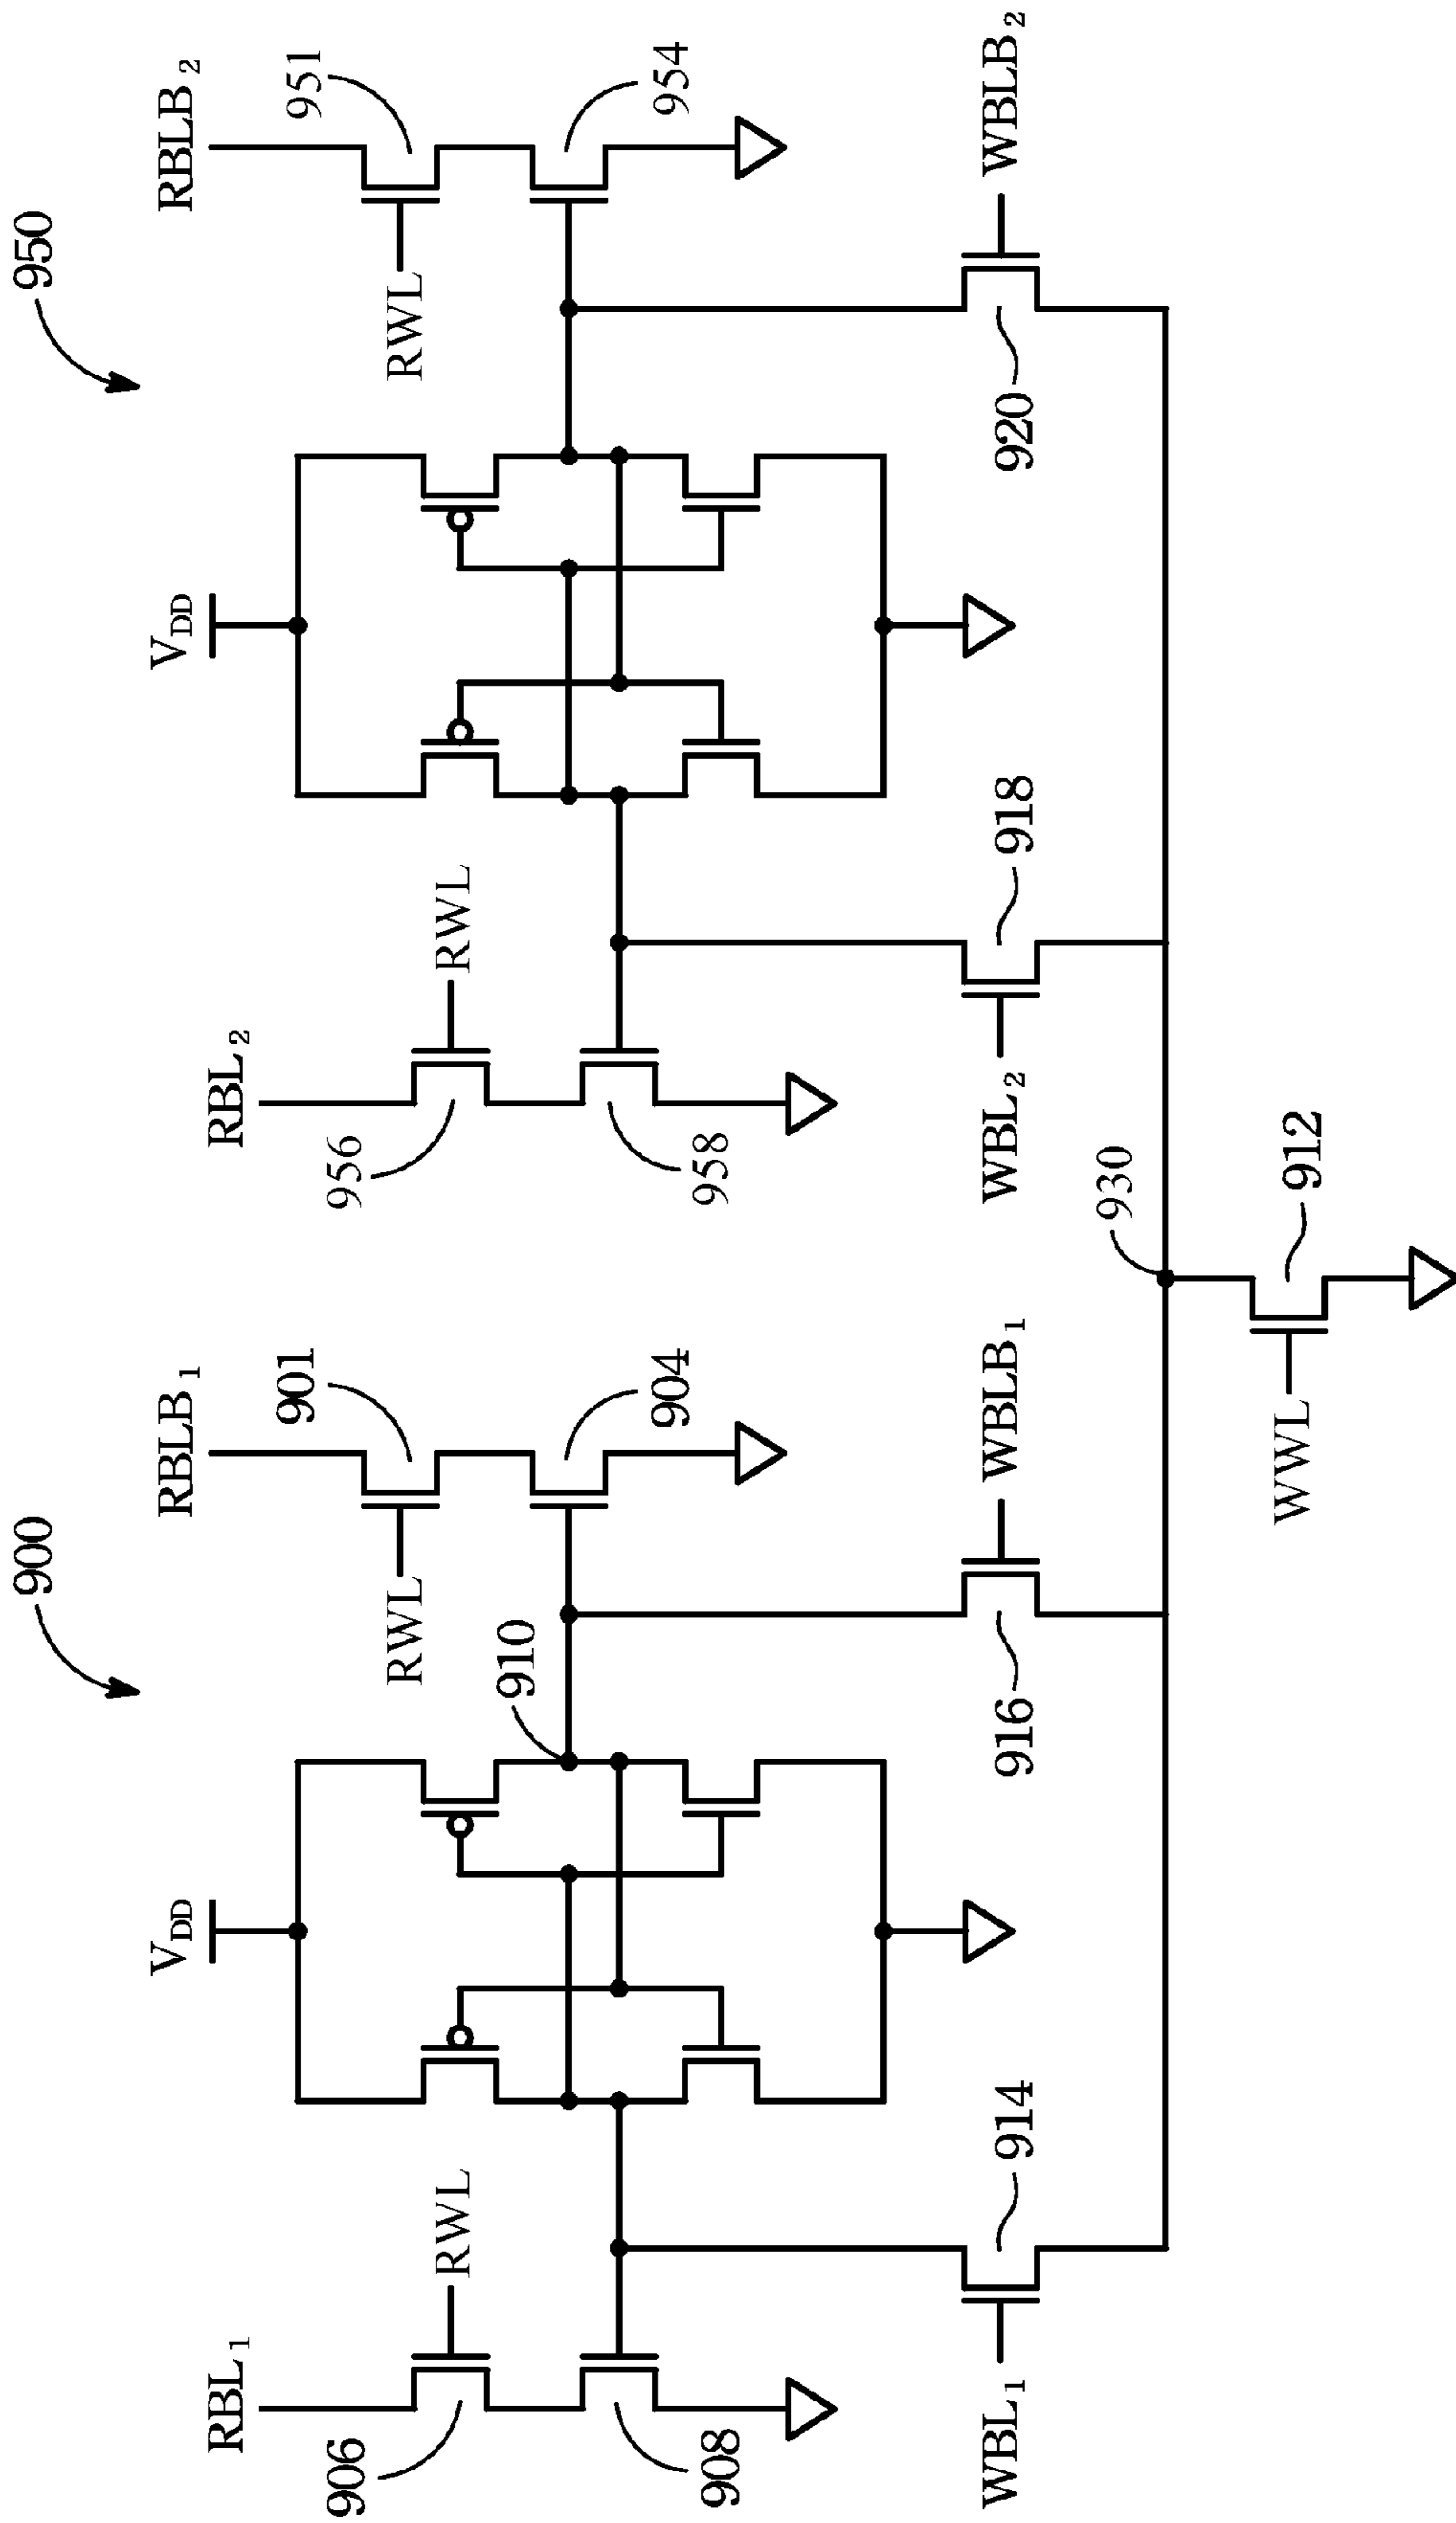 900
950
RBL1
RBLB1
RBL2
RBLB2
VDD
VDD
906
RWL
901
RWL
956
RWL
951
RWL
908
910
904
958
954
WBL1
914
916
WBLB1
WBL2
918
920
WBLB2
930
WWL
912